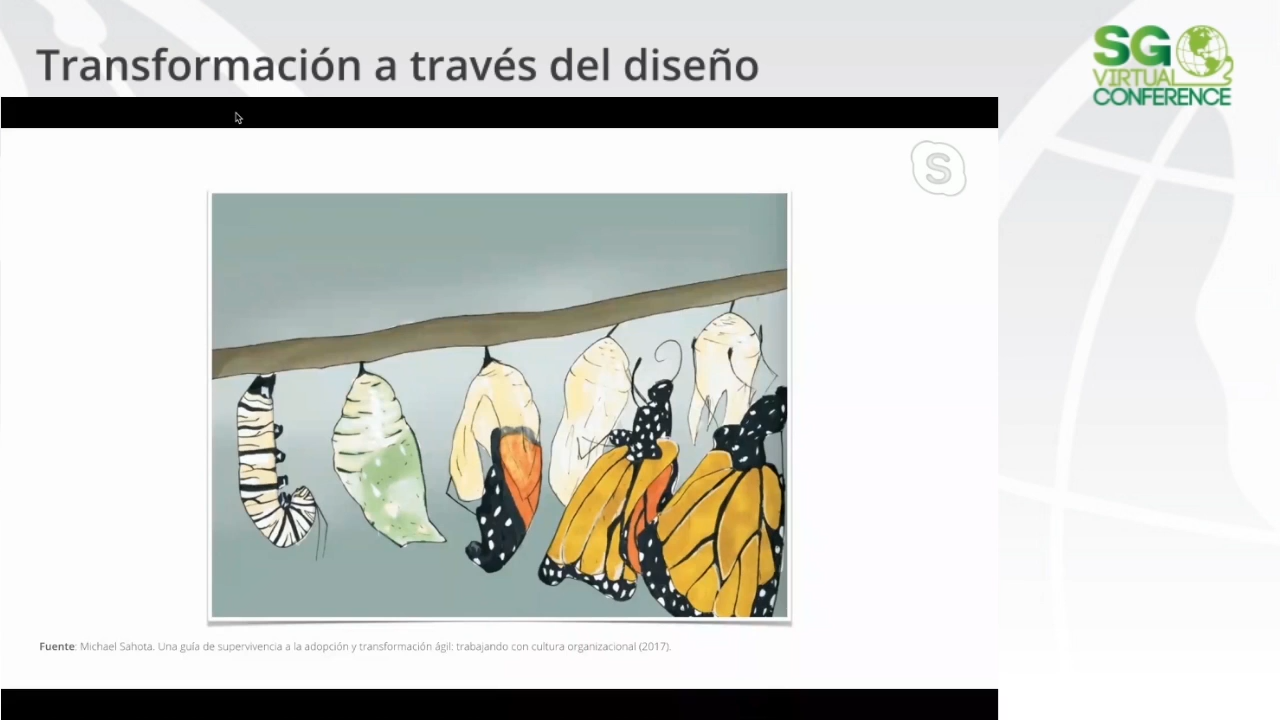 Transformación a través del diseño
SG
VIRTUAL
CONFERENCE
S
Fuente: Michael Sahota. Una guía de supervivencia a la adopción y transformación ágil: trabajando con cultura organizacional (2017).